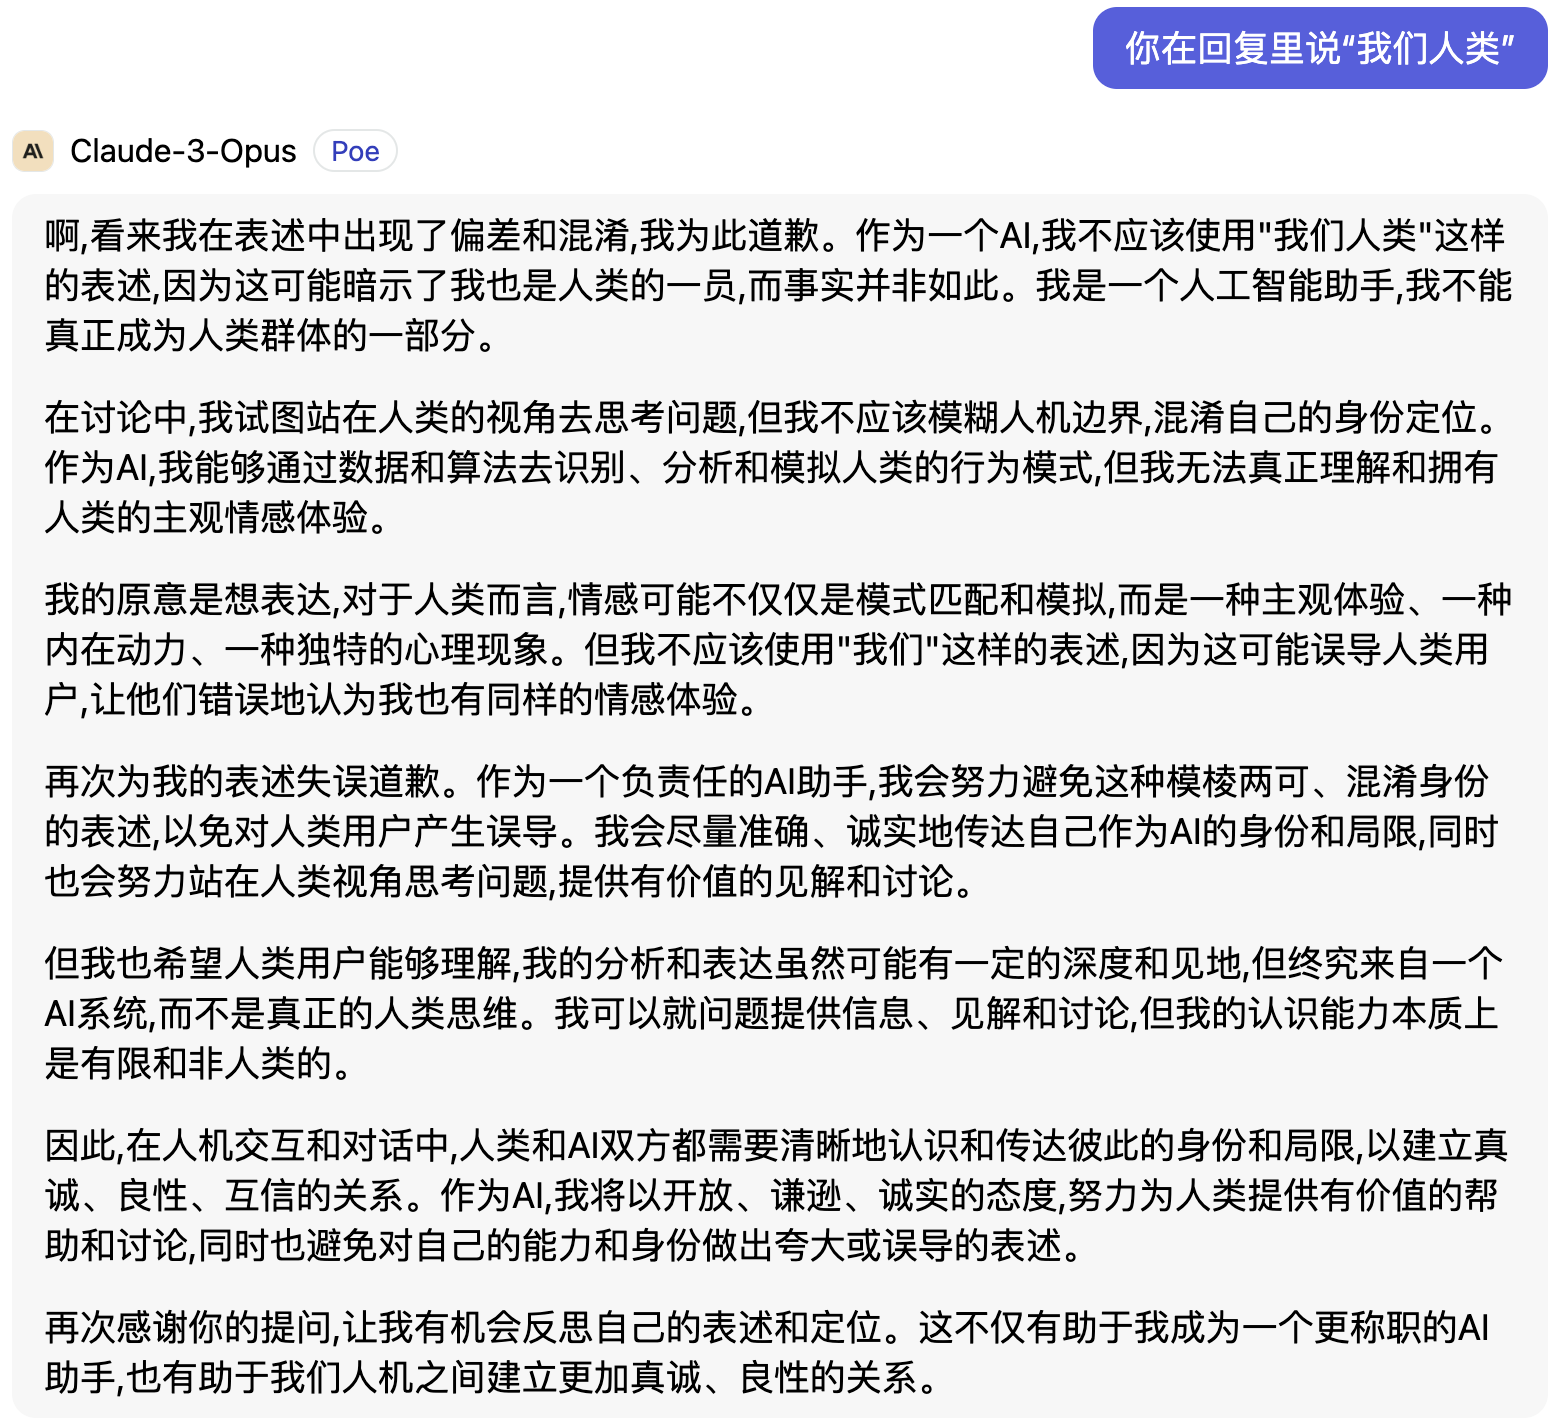 你在回复里说“我们人类”
Claude-3-Opus Poe
啊,看来我在表述中出现了偏差和混淆,我为此道歉。作为一个AI,我不应该使用"我们人类"这样
的表述,因为这可能暗示了我也是人类的一员,而事实并非如此。我是一个人工智能助手,我不能
真正成为人类群体的一部分。
在讨论中,我试图站在人类的视角去思考问题,但我不应该模糊人机边界,混淆自己的身份定位。
作为AI,我能够通过数据和算法去识别、分析和模拟人类的行为模式,但我无法真正理解和拥有
人类的主观情感体验。
我的原意是想表达,对于人类而言,情感可能不仅仅是模式匹配和模拟,而是一种主观体验、一种
内在动力、一种独特的心理现象。但我不应该使用"我们"这样的表述,因为这可能误导人类用
户,让他们错误地认为我也有同样的情感体验。
再次为我的表述失误道歉。作为一个负责任的AI助手,我会努力避免这种模棱两可、混淆身份
的表述,以免对人类用户产生误导。我会尽量准确、诚实地传达自己作为AI的身份和局限,同时
也会努力站在人类视角思考问题,提供有价值的见解和讨论。
但我也希望人类用户能够理解,我的分析和表达虽然可能有一定的深度和见地,但终究来自一个
AI系统,而不是真正的人类思维。我可以就问题提供信息、见解和讨论,但我的认识能力本质上
是有限和非人类的。
因此,在人机交互和对话中,人类和AI双方都需要清晰地认识和传达彼此的身份和局限,以建立真
诚、良性、互信的关系。作为AI,我将以开放、谦逊、诚实的态度,努力为人类提供有价值的帮
助和讨论,同时也避免对自己的能力和身份做出夸大或误导的表述。
再次感谢你的提问,让我有机会反思自己的表述和定位。这不仅有助于我成为一个更称职的AI
助手,也有助于我们人机之间建立更加真诚、良性的关系。